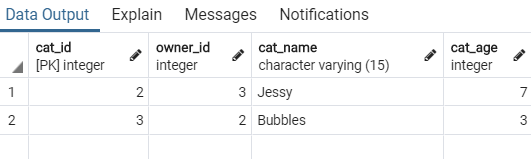 Data Output Explain Messages Notifications
cat_id owner_id cat_name cat_age
[PK] integer integer character varying (15) integer
1 2 3 Jessy 7
2 3 2 Bubbles 3